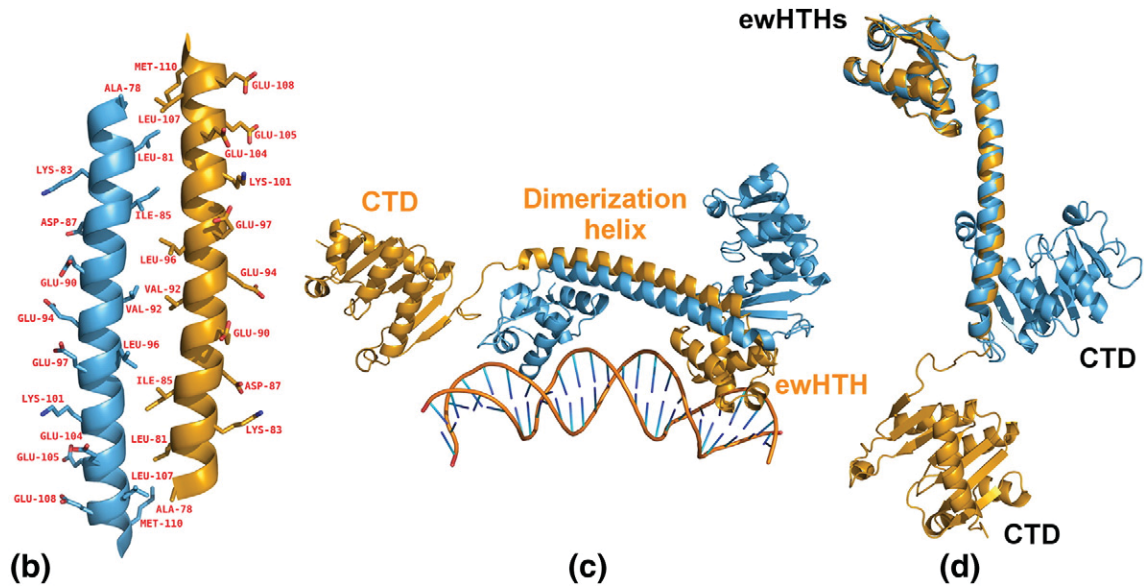 MET-110
ALA-78
GLU-108
LEU-107
GLU-105
LEU-81
GLU-104
LYS-83
LYS-101
ILE-85
ASP-87
GLU-97
LEU-96
GLU-90
GLU-94
VAL-92
VAL-92
GLU-94
GLU-90
LEU-96
GLU-97
ILE-85
ASP-87
LYS-101
LYS-83
GLU-104
LEU-81
GLU-105
LEU-107
GLU-108
ALA-78
MET-110
(b)
CTD
Dimerization
helix
ewHTH
(c)
ewHTHs
CTD
CTD
(d)